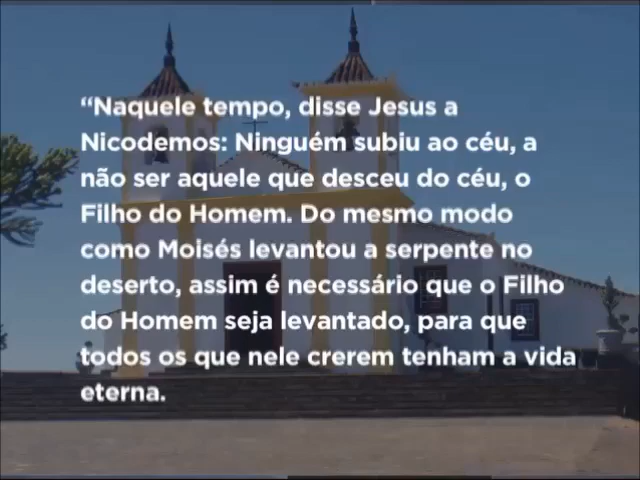 “Naquele tempo, disse Jesus a
Nicodemos: Ninguém subiu ao céu, a
não ser aquele que desceu do céu, o
Filho do Homem. Do mesmo modo
como Moisés levantou a serpente no
deserto, assim é necessário que o Filho
do Homem seja levantado, para que
todos os que nele crerem tenham a vida
eterna.